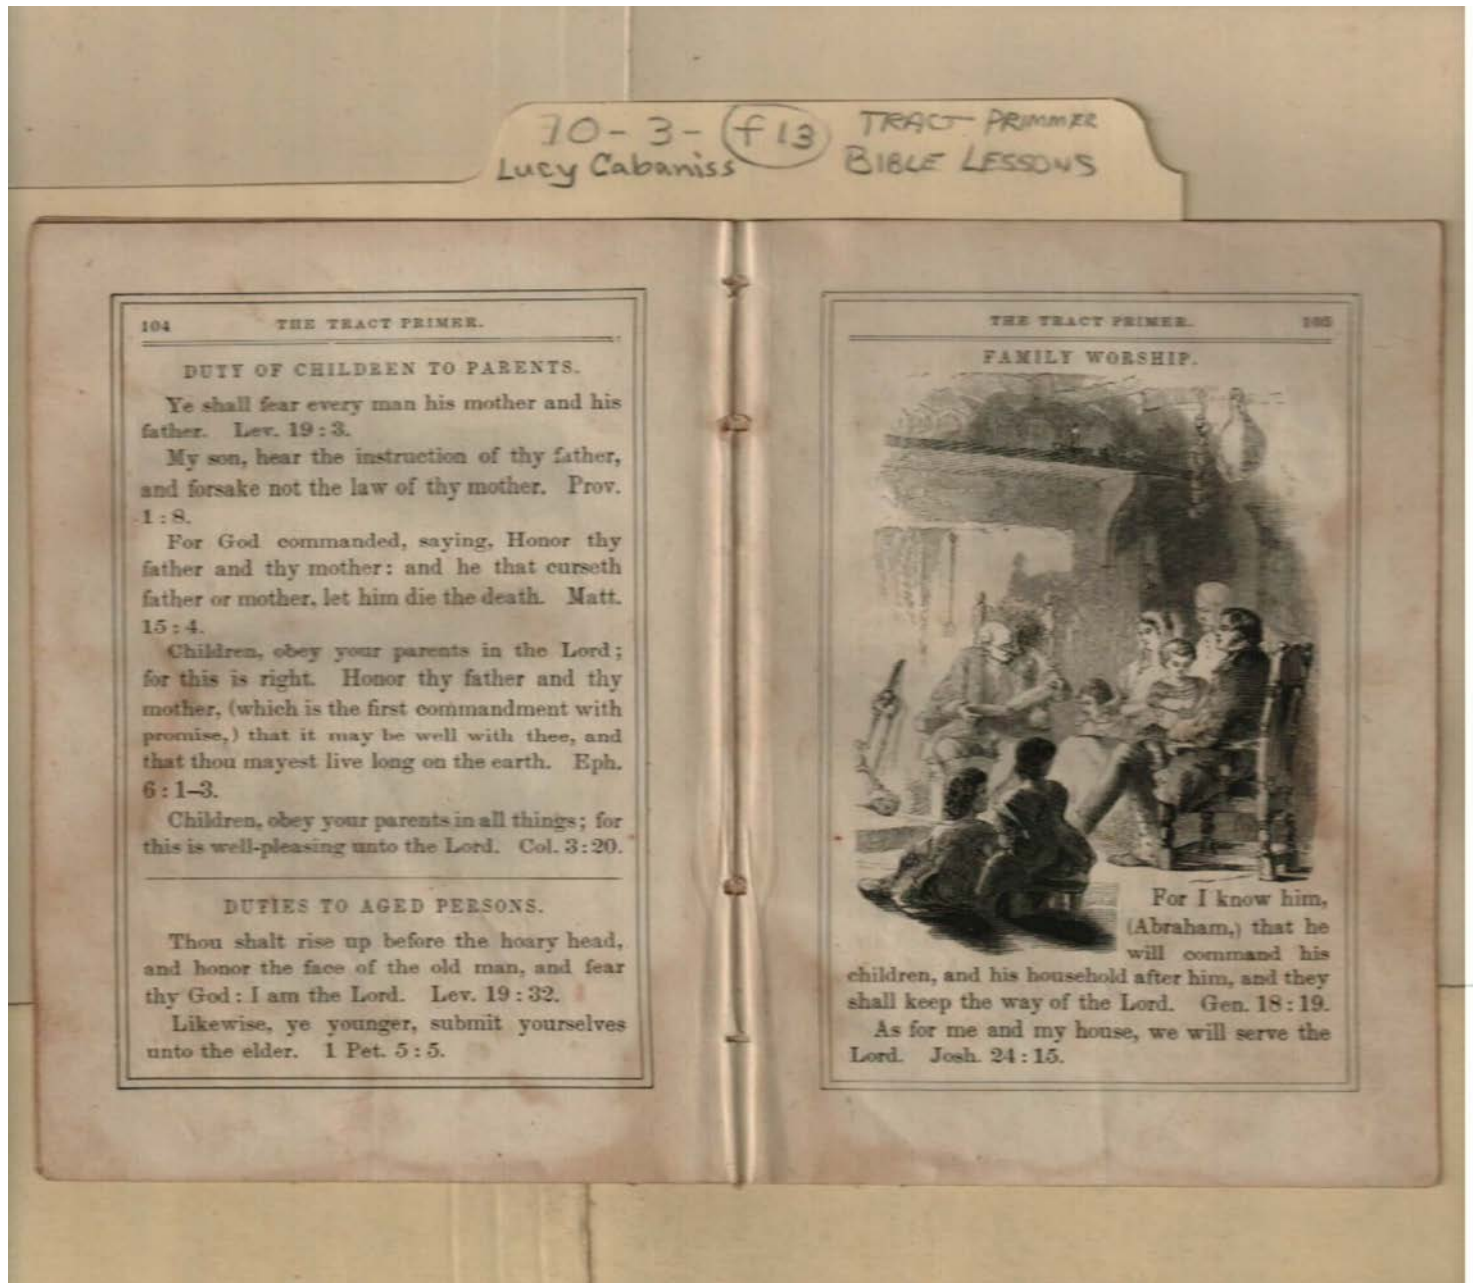 10-3-f13 TRACT PRIMMER
Lucy Cabaniss BIBLE LESSONS
104 THE TRACT PRIMER.
DUTY OF CHILDREN TO PARENTS.
Ye shall fear every man his mother and his
father. Lev. 19:3.
My son, hear the instruction of thy father,
and forsake not the law of thy mother. Prov.
1:8.
For God commanded, saying, Honor thy
father and thy mother: and he that curseth
father or mother, let him die the death. Matt.
15:4.
Children, obey your parents in the Lord;
for this is right. Honor thy father and thy
mother, (which is the first commandment with
promise,) that it may be well with thee, and
that thou mayest live long on the earth. Eph.
6:1–3.
Children, obey your parents in all things; for
this is well-pleasing unto the Lord. Col. 3:20.
DUTIES TO AGED PERSONS.
Thou shalt rise up before the hoary head,
and honor the face of the old man, and fear
thy God: I am the Lord. Lev. 19:32.
Likewise, ye younger, submit yourselves
unto the elder. 1 Pet. 5:5.
THE TRACT PRIMER. 105
FAMILY WORSHIP.
For I know him,
(Abraham,) that he
will command his
children, and his household after him, and they
shall keep the way of the Lord. Gen. 18:19.
As for me and my house, we will serve the
Lord. Josh. 24:15.